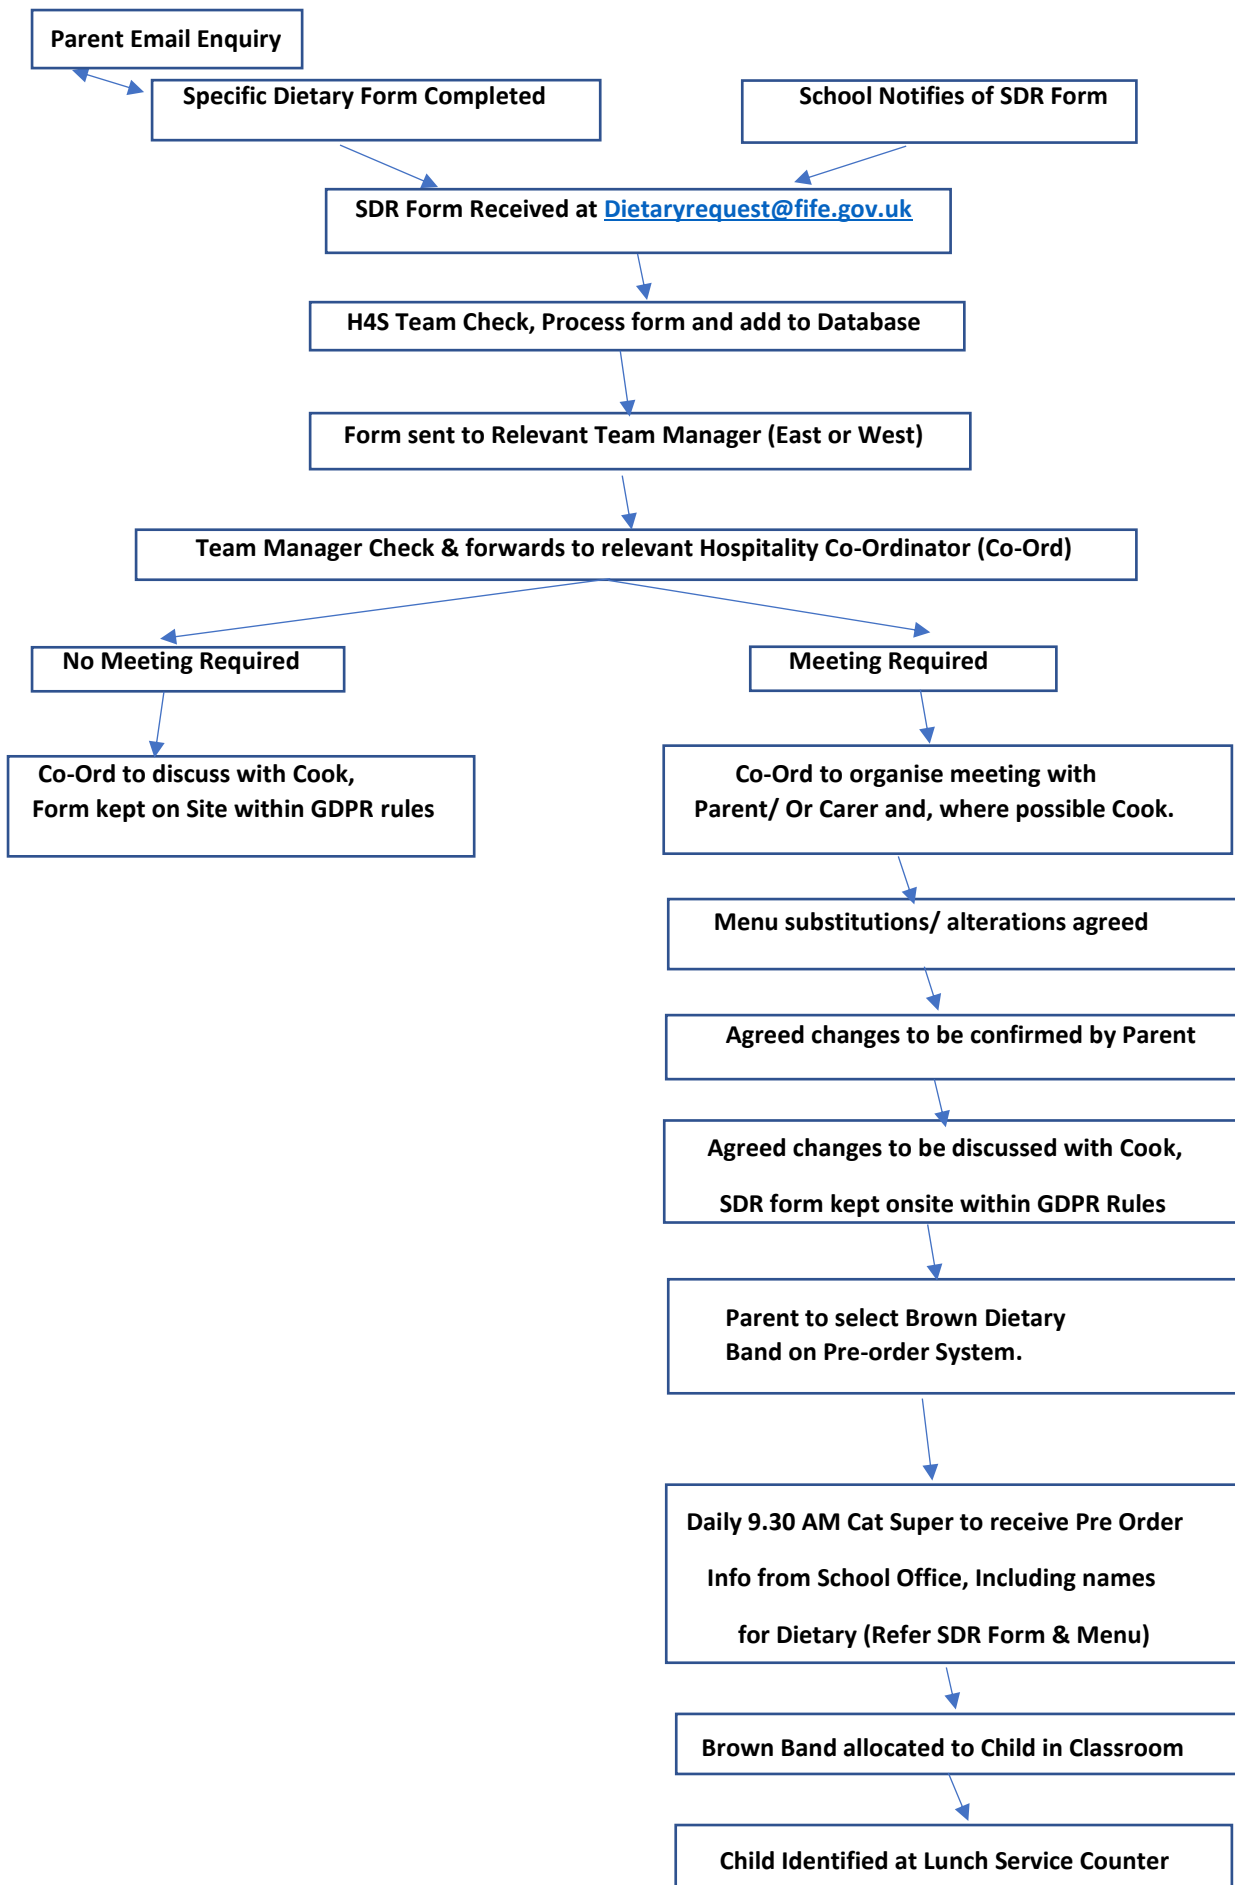 Parent Email Enquiry
Specific Dietary Form Completed
School Notifies of SDR Form
SDR Form Received at Dietaryrequest@fife.gov.uk
H4S Team Check, Process form and add to Database
Form sent to Relevant Team Manager (East or West)
Team Manager Check & forwards to relevant Hospitality Co-Ordinator (Co-Ord)
No Meeting Required
Meeting Required
Co-Ord to discuss with Cook,
Form kept on Site within GDPR rules
Co-Ord to organise meeting with
Parent/ Or Carer and, where possible Cook.
Menu substitutions/ alterations agreed
Agreed changes to be confirmed by Parent
Agreed changes to be discussed with Cook,
SDR form kept onsite within GDPR Rules
Parent to select Brown Dietary
Band on Pre-order System.
Daily 9.30 AM Cat Super to receive Pre Order
Info from School Office, Including names
for Dietary (Refer SDR Form & Menu)
Brown Band allocated to Child in Classroom
Child Identified at Lunch Service Counter